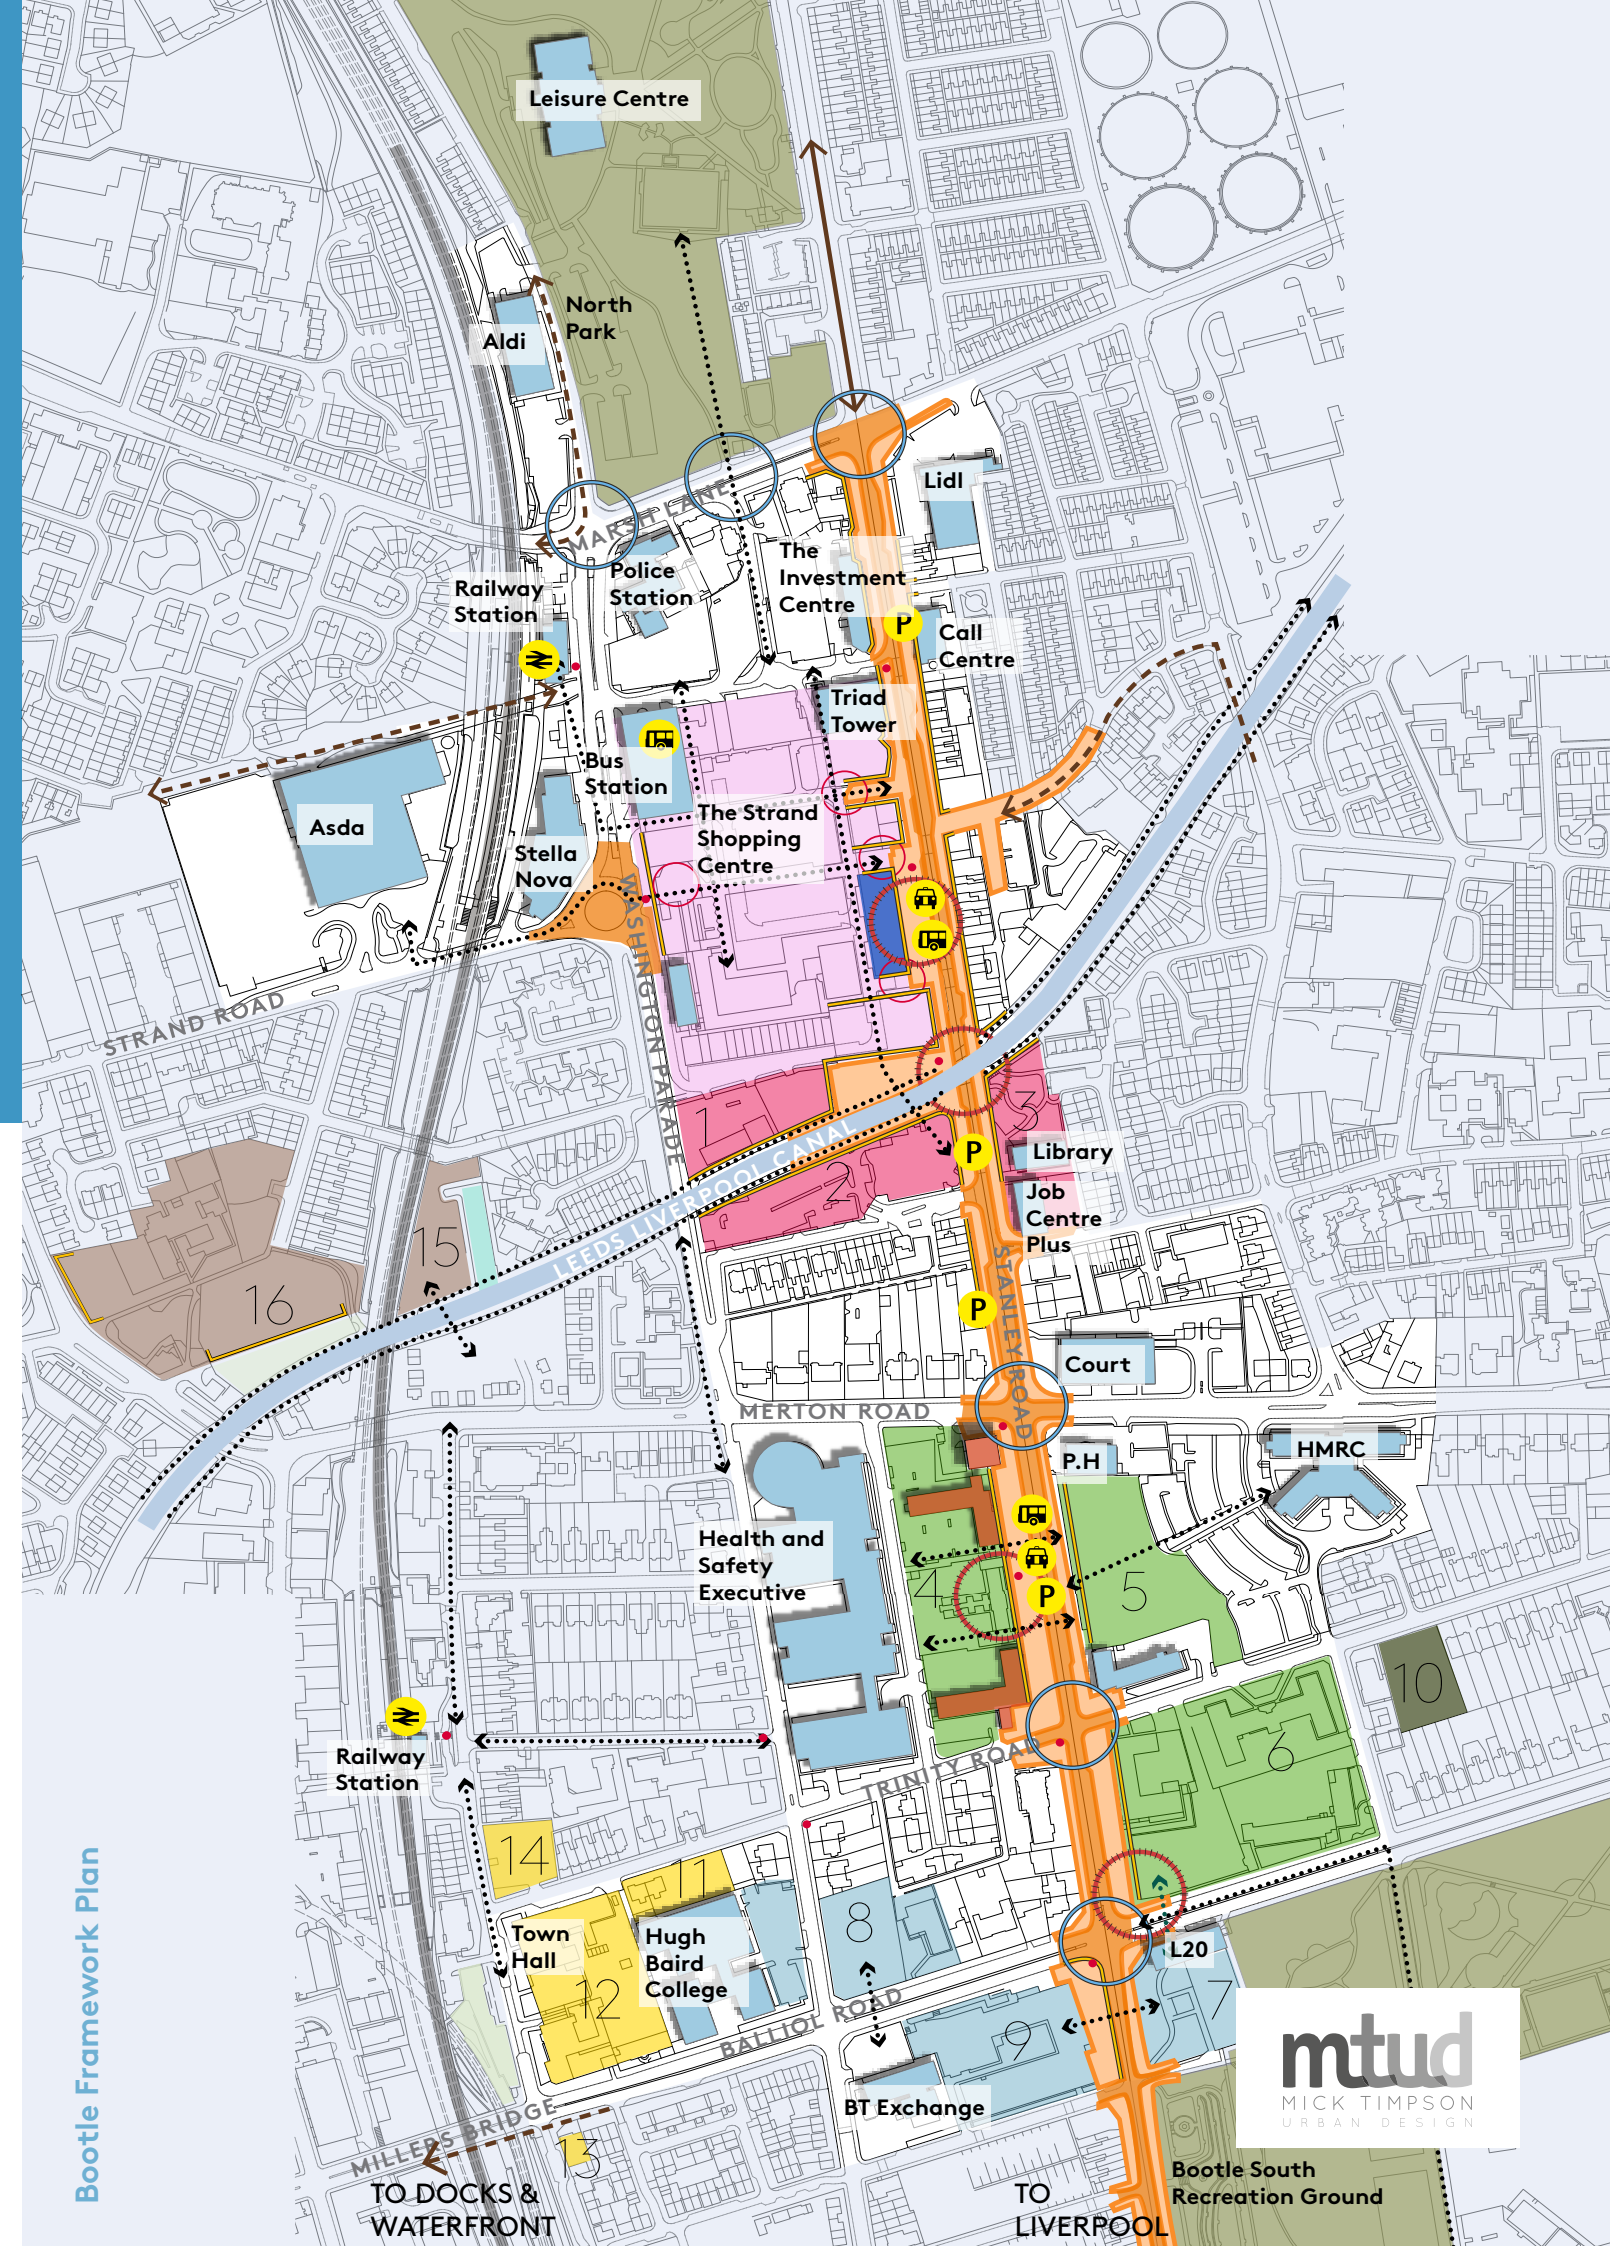 Leisure Centre
North
Park
Aldi
Lidl
MARSH LANE
The
Investment
Centre
Police
Station
Railway
Station
P
Call
Centre
Triad
Tower
Bus
Station
The Strand
Shopping
Centre
Asda
Stella
Nova
WASHINGTON PARADE
STRAND ROAD
1
3
LEEDS LIVERPOOL CANAL
2
P
Library
Job
Centre
Plus
15
16
STANLEY ROAD
P
Court
MERTON ROAD
P.H
HMRC
Health and
Safety
Executive
4
5
P
10
Railway
Station
TRINITY ROAD
6
14
11
Town
Hall
Hugh
Baird
College
8
L20
12
7
9
BALLIOL ROAD
BT Exchange
MILLERS BRIDGE
13
TO DOCKS &
WATERFRONT
TO
LIVERPOOL
Bootle South
Recreation Ground
mtud
MICK TIMPSON
URBAN DESIGN
Bootle Framework Plan